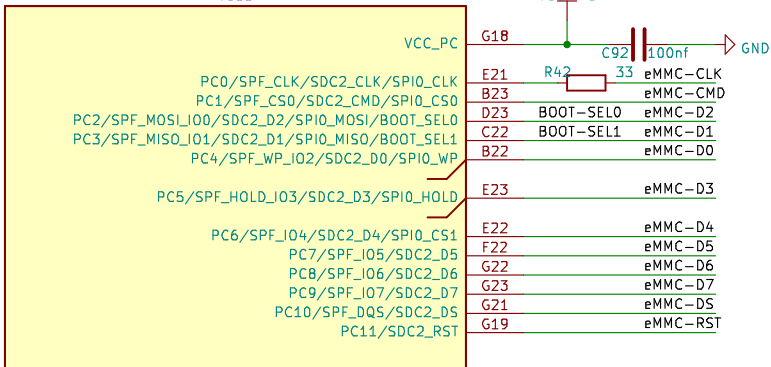 VCC_PC G18 C92 100nf GND
PC0/SPF_CLK/SDC2_CLK/SPI0_CLK E21 R42 33 eMMC-CLK
PC1/SPF_CS0/SDC2_CMD/SPI0_CS0 B23 eMMC-CMD
PC2/SPF_MOSI_IO0/SDC2_D2/SPI0_MOSI/BOOT_SEL0 D23 BOOT-SEL0 eMMC-D2
PC3/SPF_MISO_IO1/SDC2_D1/SPI0_MISO/BOOT_SEL1 C22 BOOT-SEL1 eMMC-D1
PC4/SPF_WP_IO2/SDC2_D0/SPI0_WP B22 eMMC-D0
PC5/SPF_HOLD_IO3/SDC2_D3/SPI0_HOLD E23 eMMC-D3
PC6/SPF_IO4/SDC2_D4/SPI0_CS1 E22 eMMC-D4
PC7/SPF_IO5/SDC2_D5 F22 eMMC-D5
PC8/SPF_IO6/SDC2_D6 G22 eMMC-D6
PC9/SPF_IO7/SDC2_D7 G23 eMMC-D7
PC10/SPF_DQS/SDC2_DS G21 eMMC-DS
PC11/SDC2_RST G19 eMMC-RST